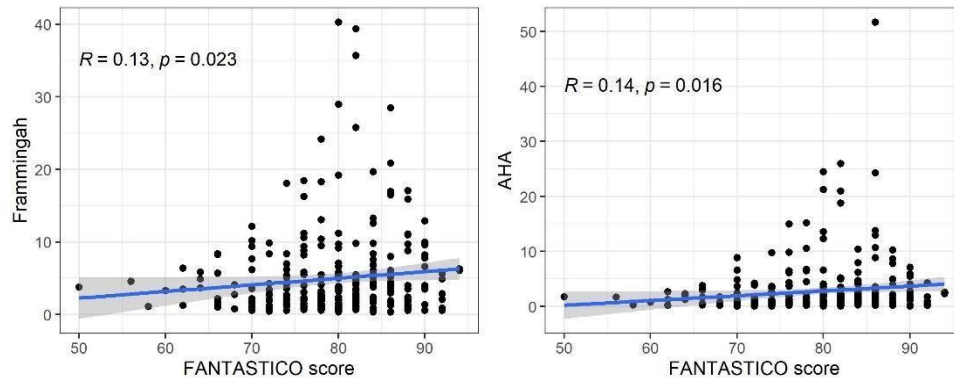 40
30
20
10
0
Frammingah
R = 0.13, p = 0.023
50 60 70 80 90
FANTASTICO score
50
40
30
20
10
0
AHA
R = 0.14, p = 0.016
50 60 70 80 90
FANTASTICO score